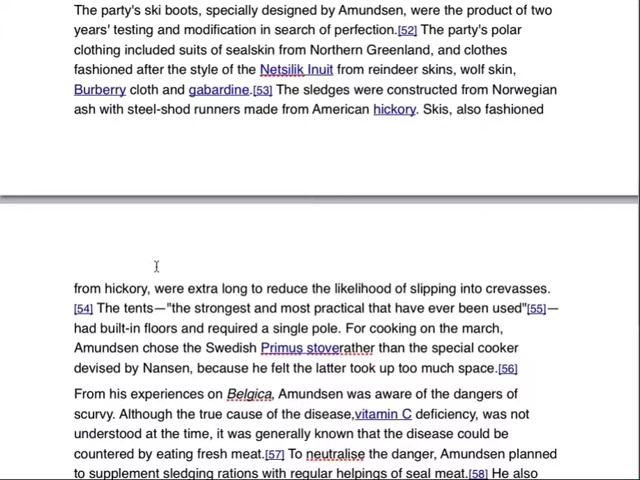 The party's ski boots, specially designed by Amundsen, were the product of two
years' testing and modification in search of perfection.[52] The party's polar
clothing included suits of sealskin from Northern Greenland, and clothes
fashioned after the style of the Netsilik Inuit from reindeer skins, wolf skin,
Burberry cloth and gabardine.[53] The sledges were constructed from Norwegian
ash with steel-shod runners made from American hickory. Skis, also fashioned
from hickory, were extra long to reduce the likelihood of slipping into crevasses.
[54] The tents—"the strongest and most practical that have ever been used"[55]—
had built-in floors and required a single pole. For cooking on the march,
Amundsen chose the Swedish Primus stoverather than the special cooker
devised by Nansen, because he felt the latter took up too much space.[56]
From his experiences on Belgica, Amundsen was aware of the dangers of
scurvy. Although the true cause of the disease,vitamin C deficiency, was not
understood at the time, it was generally known that the disease could be
countered by eating fresh meat.[57] To neutralise the danger, Amundsen planned
to supplement sledging rations with regular helpings of seal meat.[58] He also